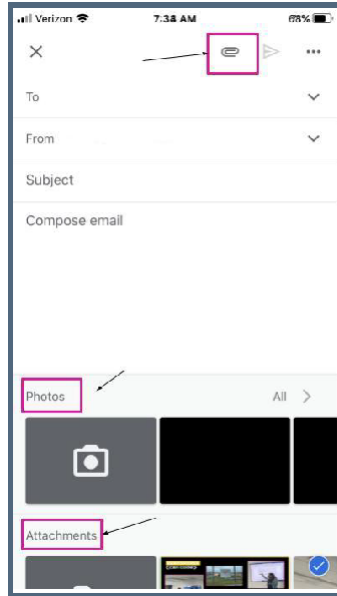 Verizon 7:38 AM 68%
To
From
Subject
Compose email
Photos All
Attachments